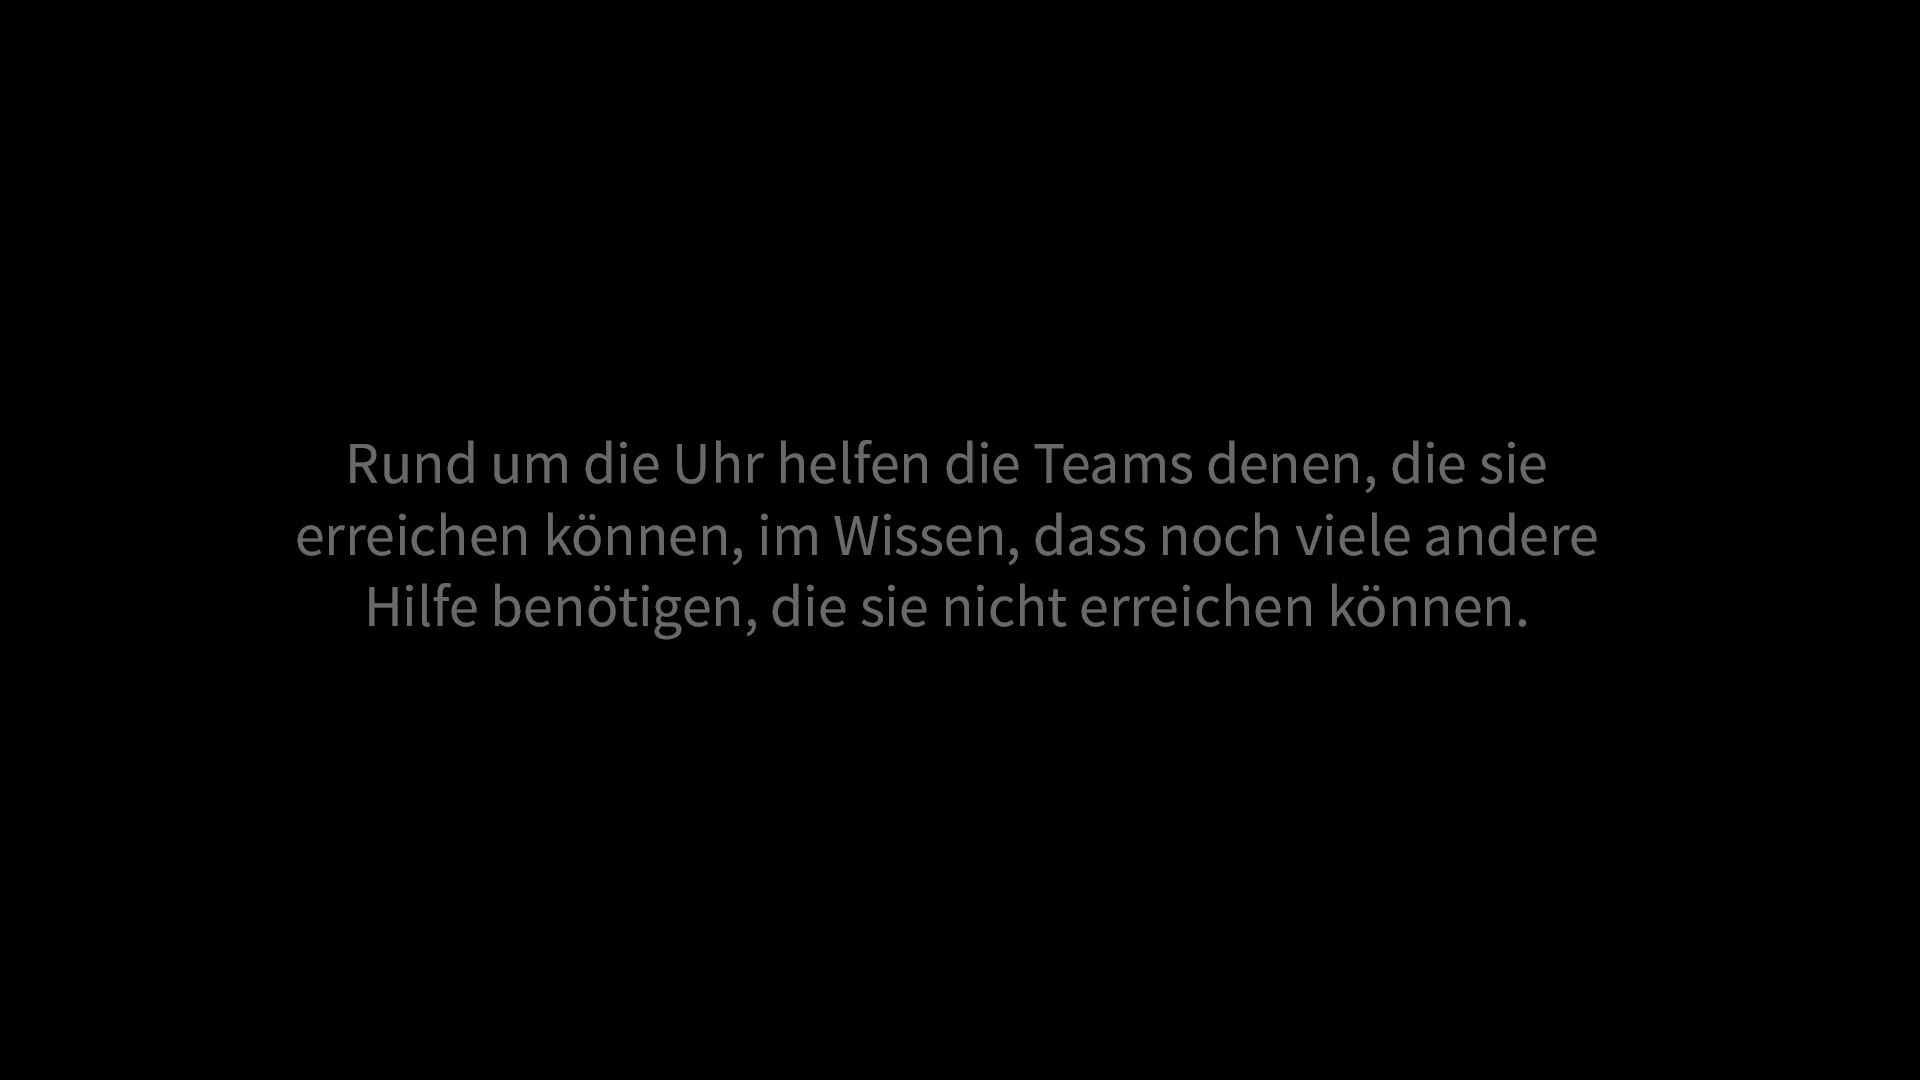 Rund um die Uhr helfen die Teams denen, die sie
erreichen können, im Wissen, dass noch viele andere
Hilfe benötigen, die sie nicht erreichen können.